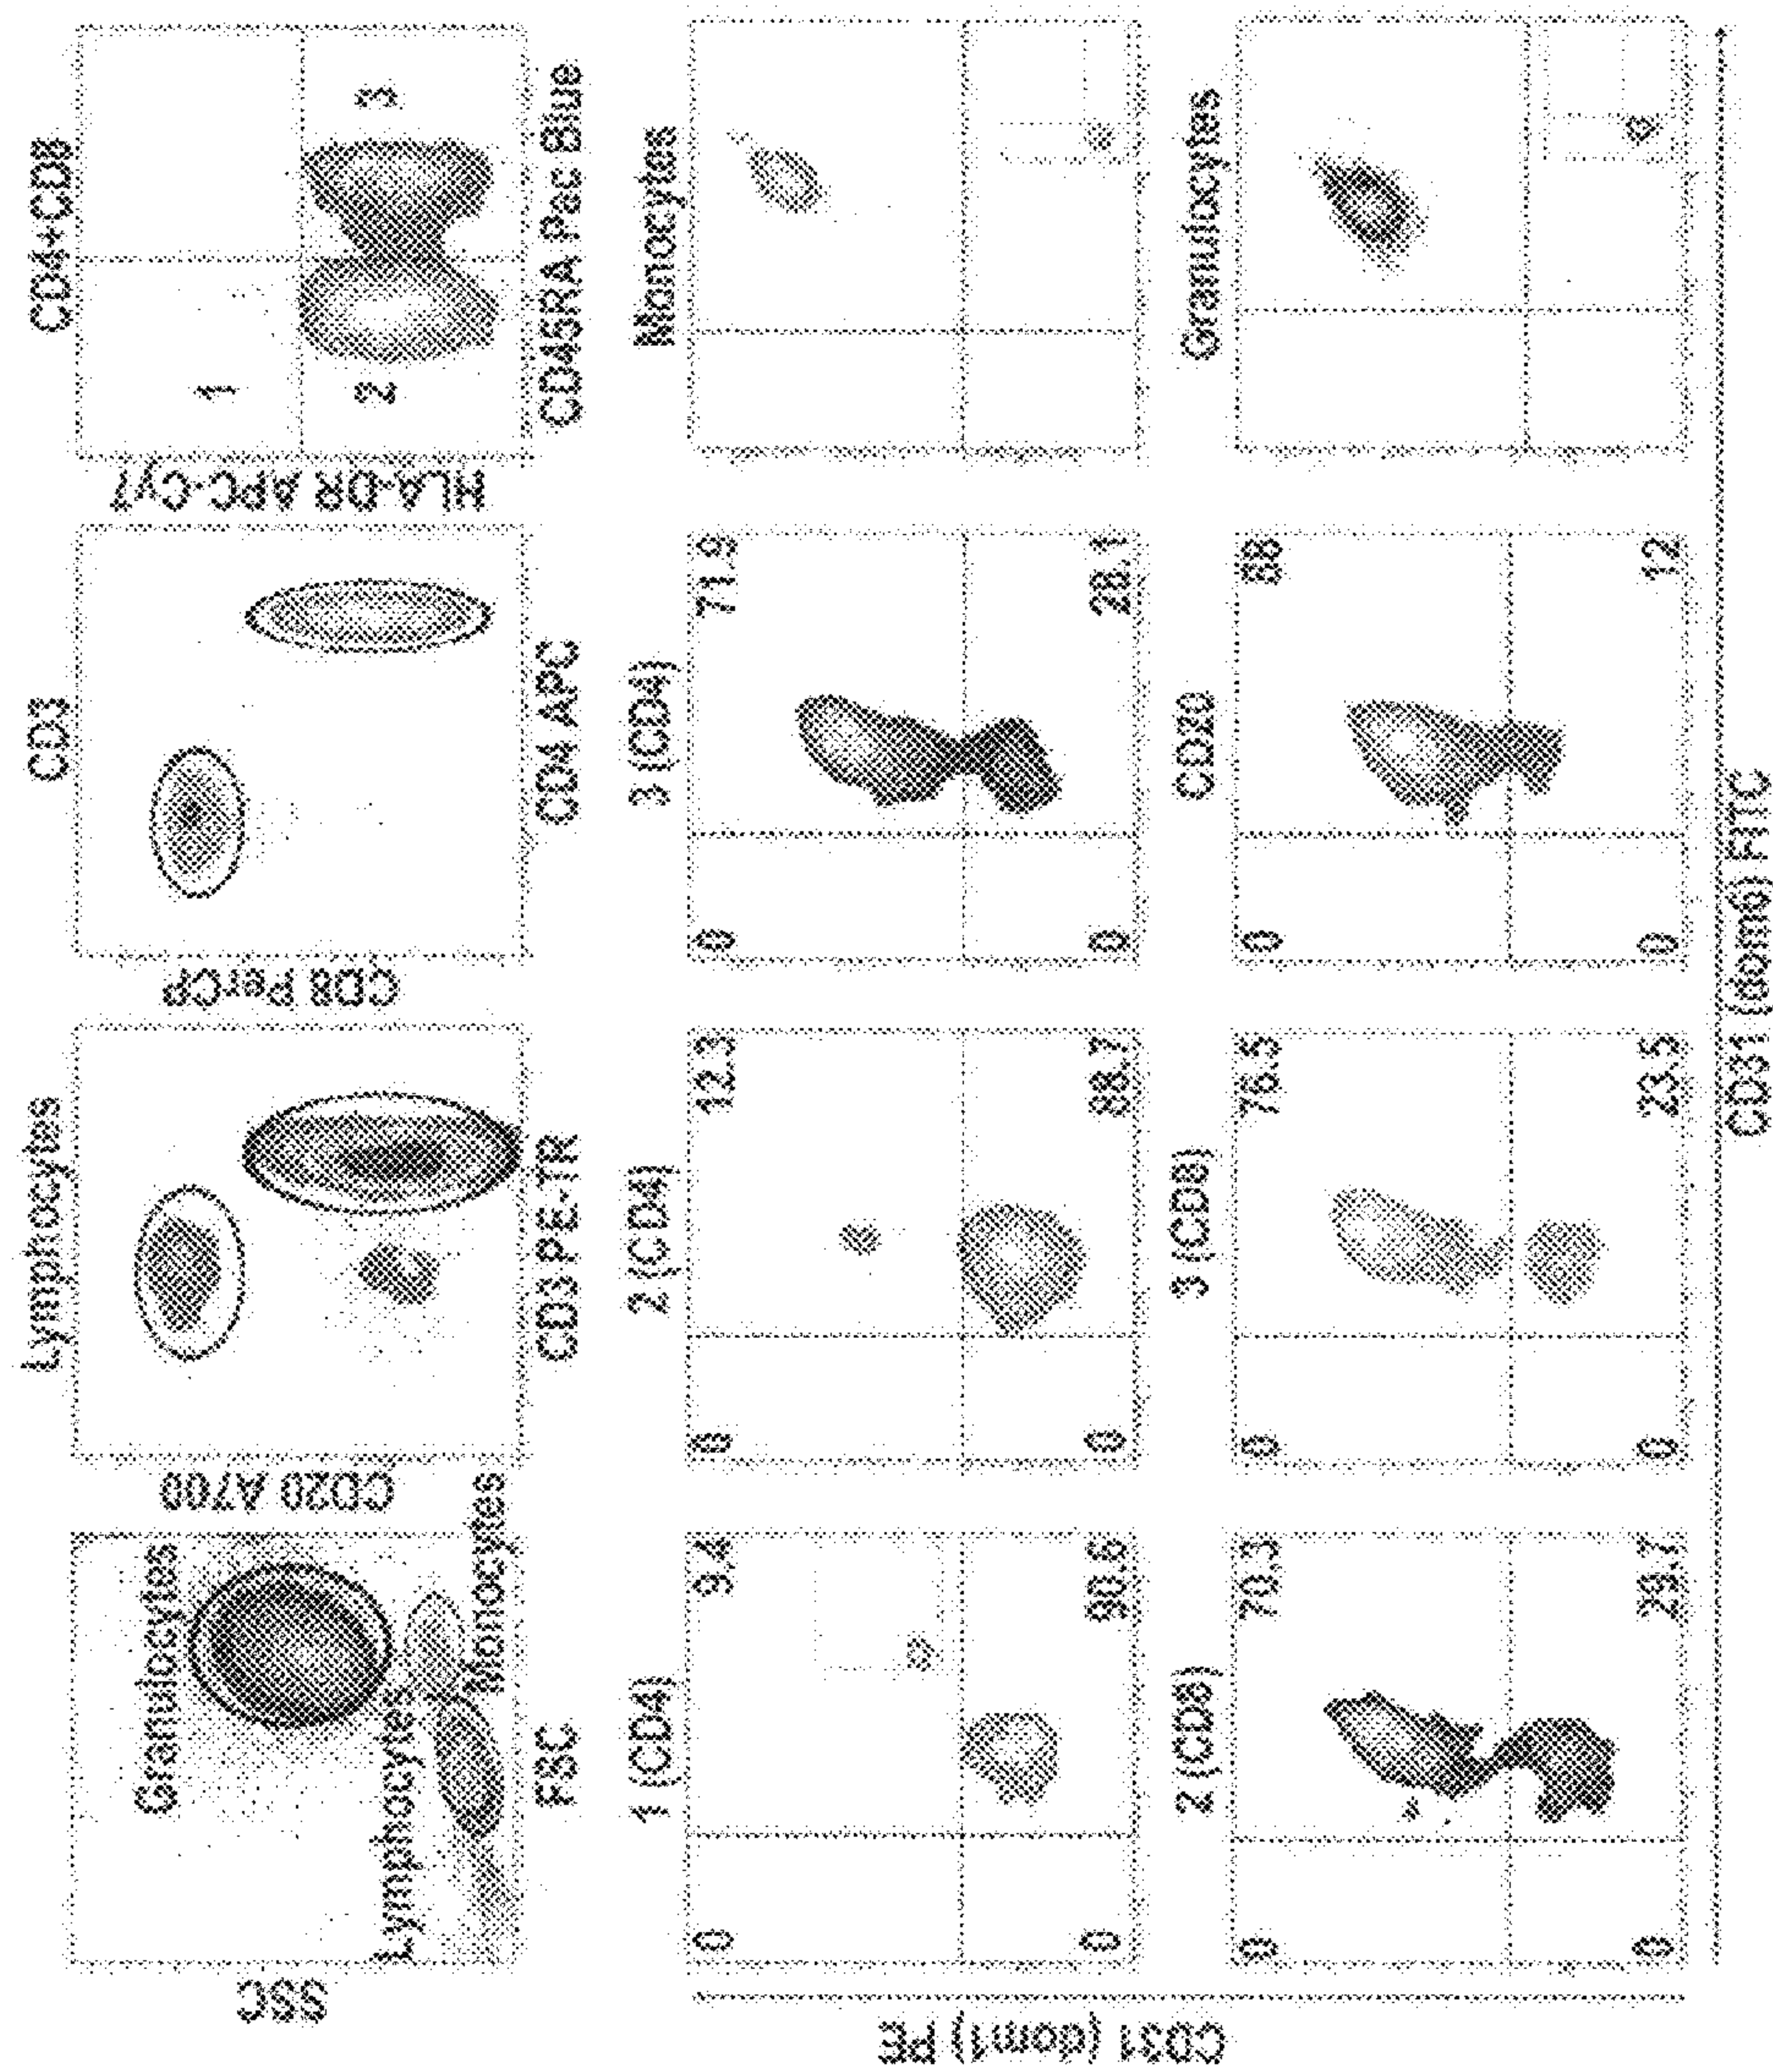 Lymphocytes
CD3
CD4+CD8
SSC
Granulocytes
Lymphocytes
Monocytes
FSC
CD20 A700
CD3 PE-TR
CD8 PerCP
CD4 APC
HLA-DR APC-Cy7
1
2
3
CD45RA Pac Blue
CD31 (dom1) PE
1 (CD4)
0
9.4
0
90.6
2 (CD4)
0
12.3
0
88.7
3 (CD4)
0
71.9
0
28.1
Monocytes
2 (CD8)
0
70.3
0
29.7
3 (CD8)
0
76.5
0
23.5
CD20
0
88
0
12
Granulocytes
CD31 (dom6) FITC